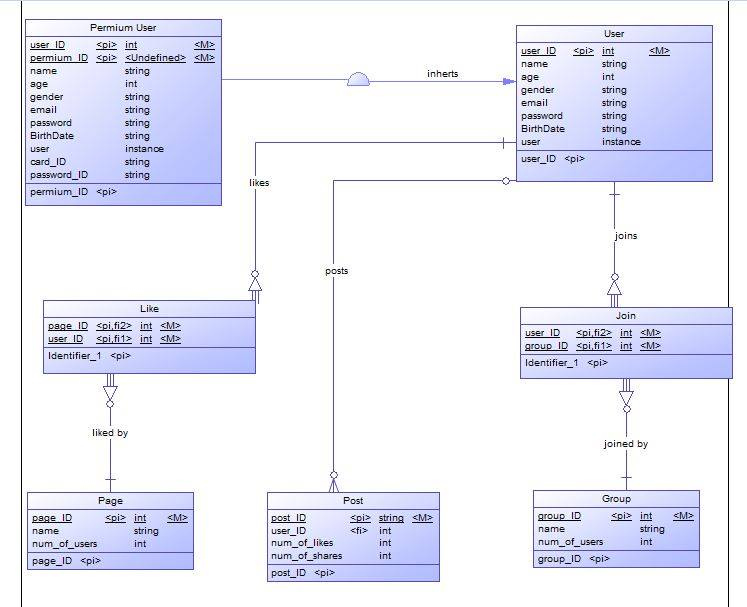 Permium User
user_ID <pi> int <M>
permium_ID <pi> <Undefined> <M>
name string
age int
gender string
email string
password string
BirthDate string
user instance
card_ID string
password_ID string
permium_ID <pi>
inherts
User
user_ID <pi> int <M>
name string
age int
gender string
email string
password string
BirthDate string
user instance
user_ID <pi>
likes
posts
joins
Like
page_ID <pi,fi2> int <M>
user_ID <pi,fi1> int <M>
Identifier_1 <pi>
Join
user_ID <pi,fi2> int <M>
group_ID <pi,fi1> int <M>
Identifier_1 <pi>
liked by
joined by
Page
page_ID <pi> int <M>
name string
num_of_users int
page_ID <pi>
Post
post_ID <pi> string <M>
user_ID <fi> int
num_of_likes int
num_of_shares int
post_ID <pi>
Group
group_ID <pi> int <M>
name string
num_of_users int
group_ID <pi>